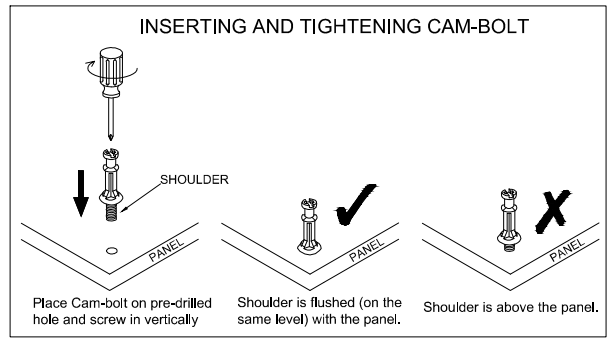 INSERTING AND TIGHTENING CAM-BOLT
SHOULDER
PANEL
PANEL
PANEL
Place Cam-bolt on pre-drilled
hole and screw in vertically
Shoulder is flushed (on the
same level) with the panel.
Shoulder is above the panel.